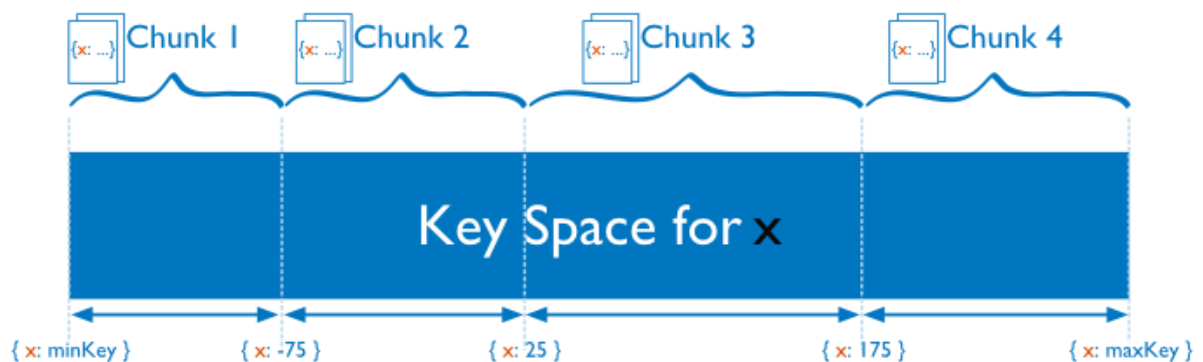 {x: ...} Chunk 1 {x: ...} Chunk 2 {x: ...} Chunk 3 {x: ...} Chunk 4
Key Space for x
{ x: minKey } { x: -75 } { x: 25 } { x: 175 } { x: maxKey }